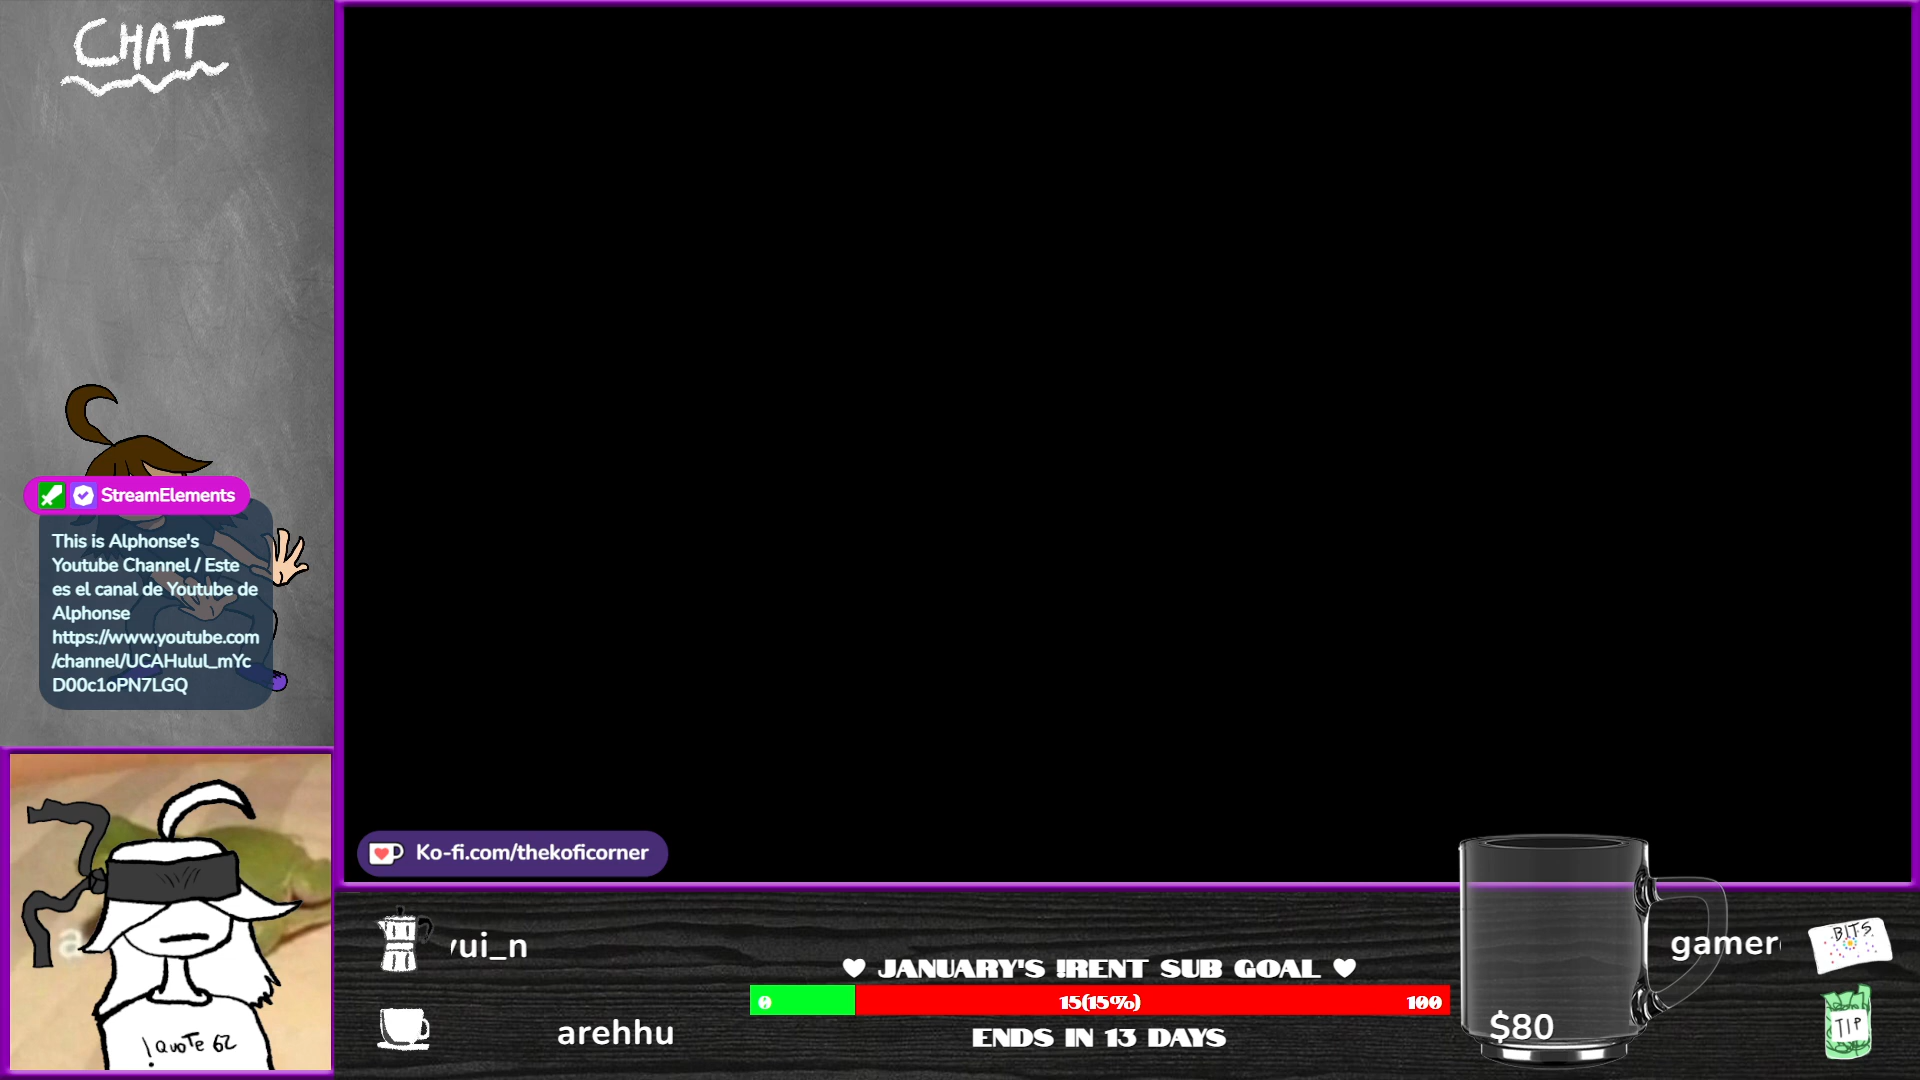 CHAT
StreamElements
This is Alphonse's
Youtube Channel / Este
es el canal de Youtube de
Alphonse
https://www.youtube.com
/channel/UCAHuluL_mYc
D00c1oPN7LGQ
!QUOTE 62
Ko-fi.com/thekoficorner
ui_n
arehhu
♥ JANUARY'S !RENT SUB GOAL ♥
0 15(15%) 100
ENDS IN 13 DAYS
$80
gamer
BITS
TIP